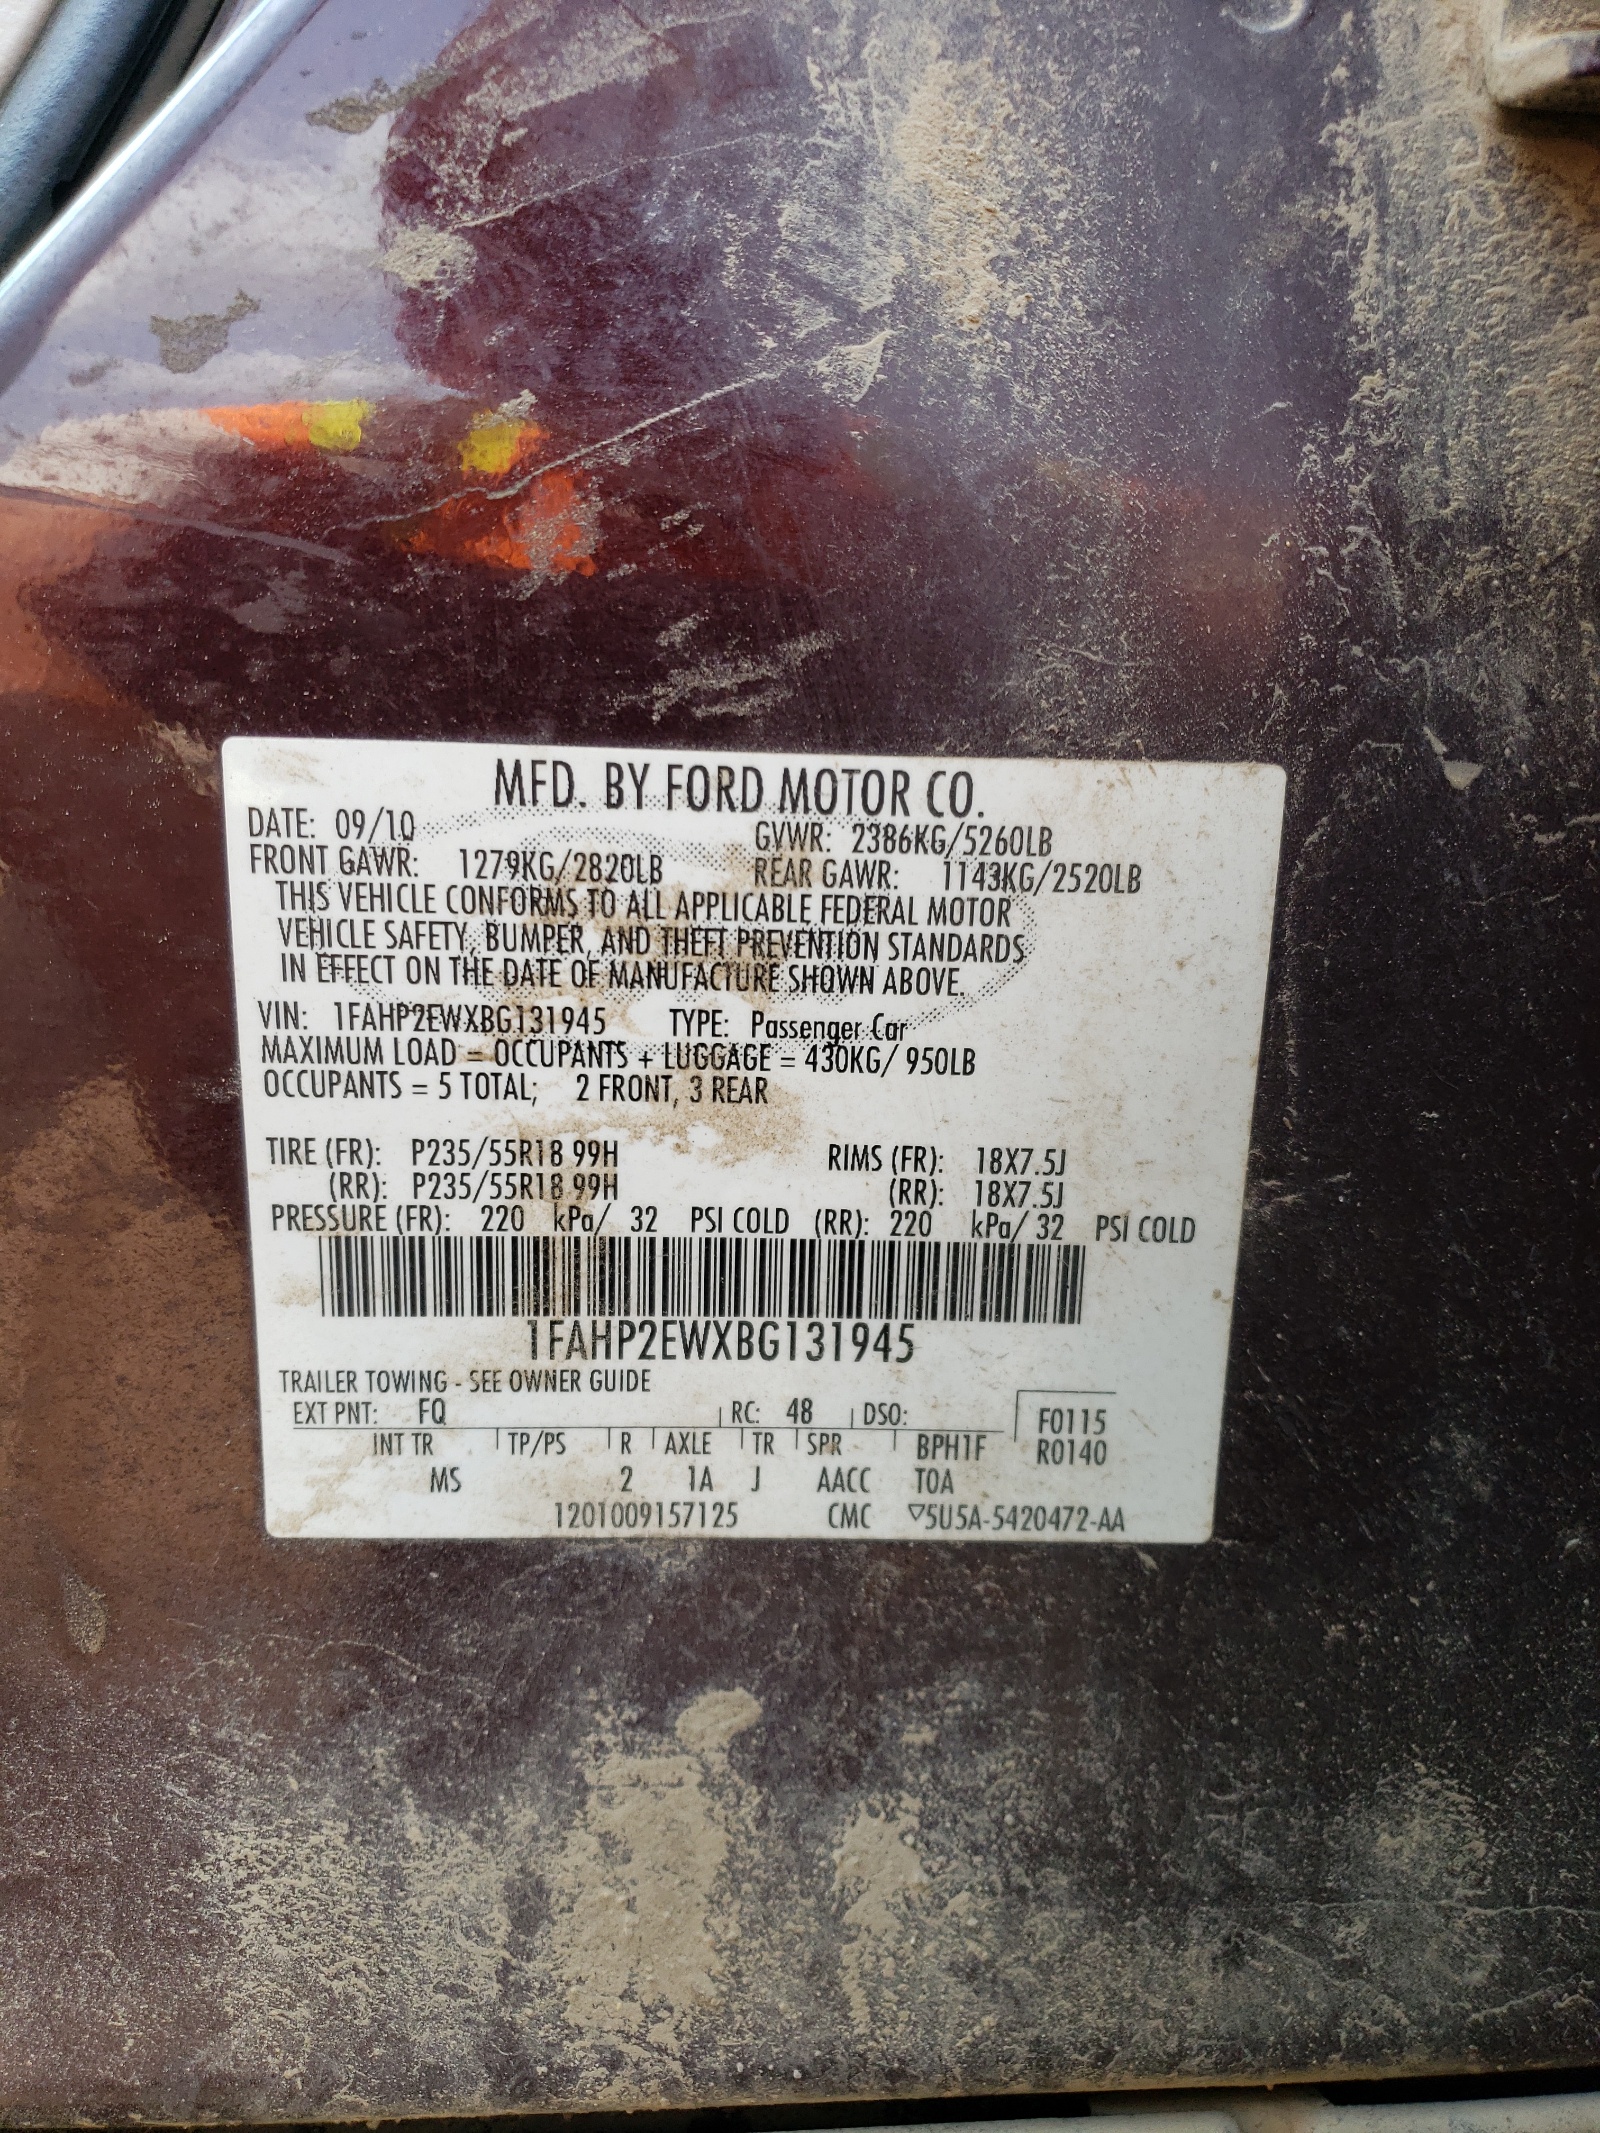 MFD. BY FORD MOTOR CO.
DATE: 09/10 GVWR: 2386KG/5260LB
FRONT GAWR: 1279KG/2820LB REAR GAWR: 1143KG/2520LB
THIS VEHICLE CONFORMS TO ALL APPLICABLE FEDERAL MOTOR
VEHICLE SAFETY, BUMPER, AND THEFT PREVENTION STANDARDS
IN EFFECT ON THE DATE OF MANUFACTURE SHOWN ABOVE.
VIN: 1FAHP2EWXBG131945 TYPE: Passenger Car
MAXIMUM LOAD = OCCUPANTS + LUGGAGE = 430KG/ 950LB
OCCUPANTS = 5 TOTAL; 2 FRONT, 3 REAR
TIRE (FR): P235/55R18 99H RIMS (FR): 18X7.5J
(RR): P235/55R18 99H (RR): 18X7.5J
PRESSURE (FR): 220 kPa/ 32 PSI COLD (RR): 220 kPa/ 32 PSI COLD
1FAHP2EWXBG131945
TRAILER TOWING - SEE OWNER GUIDE
EXT PNT: FQ RC: 48 DSO: F0115
INT TR TP/PS R AXLE TR SPR BPH1F R0140
MS 2 1A J AACC TOA
1201009157125 CMC ▽5U5A-5420472-AA